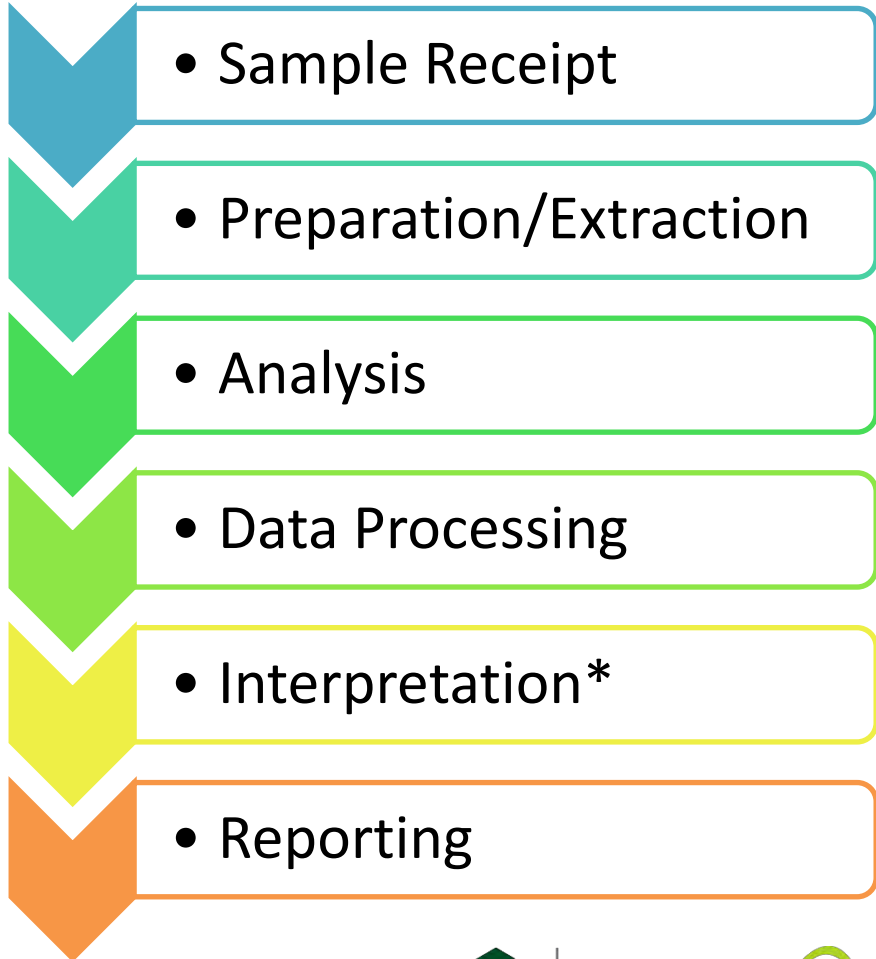 • Sample Receipt
• Preparation/Extraction
• Analysis
• Data Processing
• Interpretation*
• Reporting